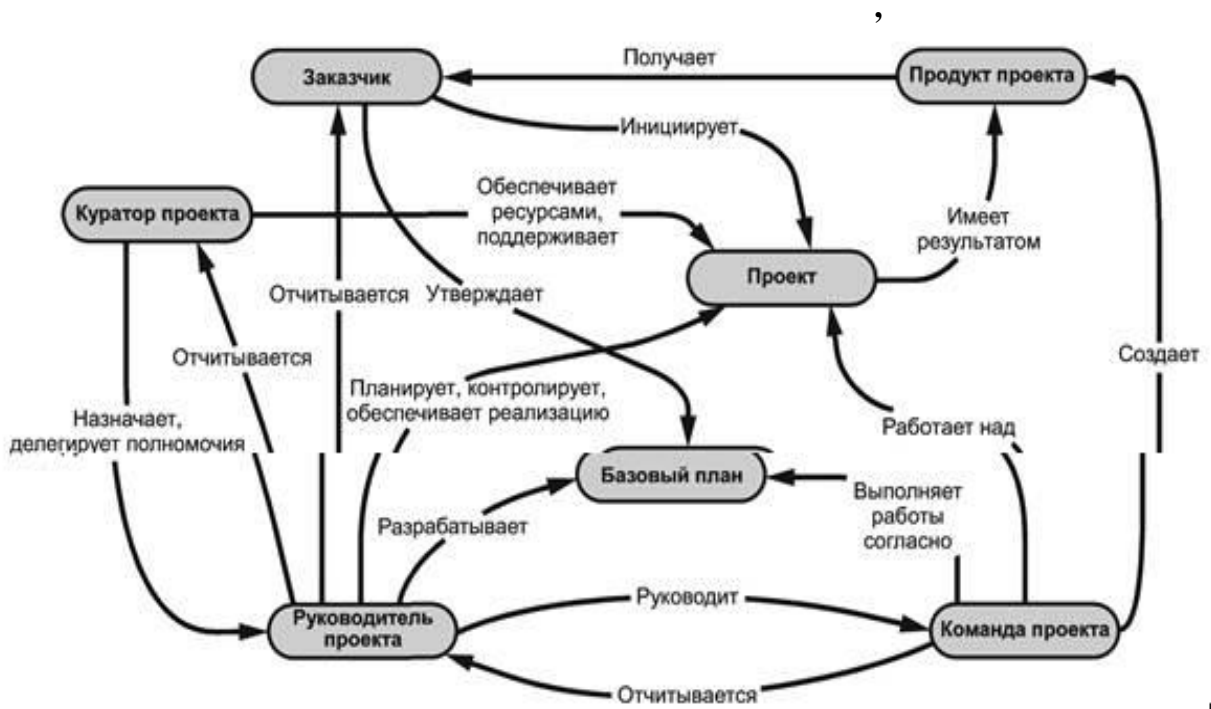 ,
Получает
Заказчик
Продукт проекта
Инициирует
Обеспечивает
ресурсами,
поддерживает
Куратор проекта
Имеет
результатом
Проект
Отчитывается
Утверждает
Отчитывается
Создает
Планирует, контролирует,
обеспечивает реализацию
Назначает,
делегирует полномочия
Работает над
Базовый план
Выполняет
работы
согласно
Разрабатывает
Руководит
Руководитель
проекта
Команда проекта
Отчитывается